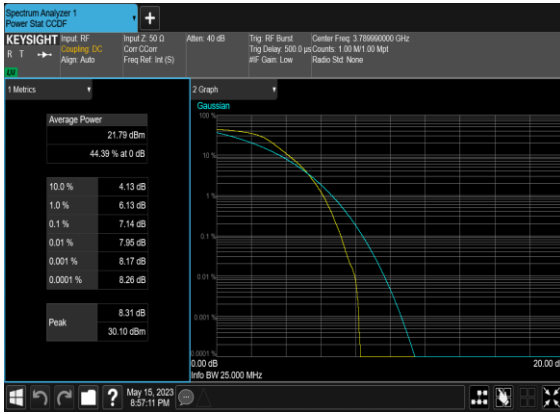 Spectrum Analyzer 1
Power Stat CCDF
+
KEYSIGHT
R T
LXI
Input: RF
Coupling: DC
Align: Auto
Input Z: 50 Ω
Corr CCorr
Freq Ref: Int (S)
Atten: 40 dB
Trig: RF Burst
Trig Delay: 500.0 µs
#IF Gain: Low
Center Freq: 3.789990000 GHz
Counts: 1.00 M/1.00 Mpt
Radio Std: None
1 Metrics
Average Power
21.79 dBm
44.39 % at 0 dB
10.0 % 4.13 dB
1.0 % 6.13 dB
0.1 % 7.14 dB
0.01 % 7.95 dB
0.001 % 8.17 dB
0.0001 % 8.26 dB
Peak
8.31 dB
30.10 dBm
2 Graph
Gaussian
100 %
10 %
1 %
0.1 %
0.01 %
0.001 %
0.0001 %
0.00 dB
20.00 d
Info BW 25.000 MHz
?
May 15, 2023
8:57:11 PM